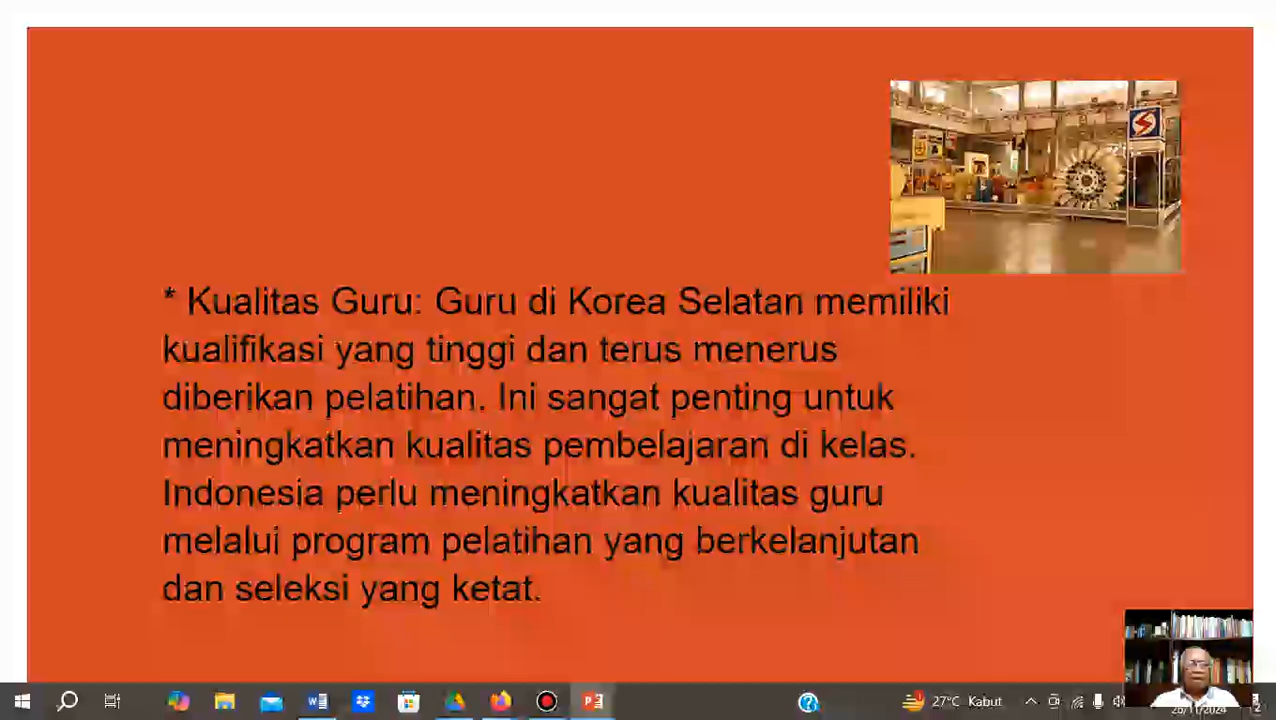 * Kualitas Guru: Guru di Korea Selatan memiliki
kualifikasi yang tinggi dan terus menerus
diberikan pelatihan. Ini sangat penting untuk
meningkatkan kualitas pembelajaran di kelas.
Indonesia perlu meningkatkan kualitas guru
melalui program pelatihan yang berkelanjutan
dan seleksi yang ketat.
27°C Kabut